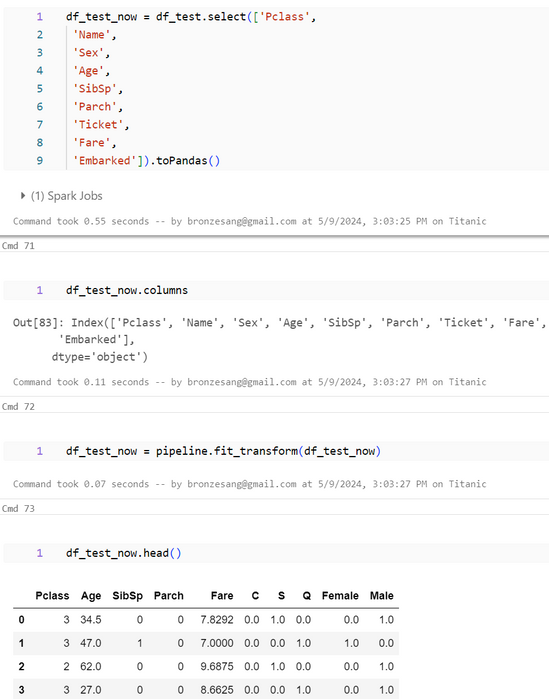 1 df_test_now = df_test.select(['Pclass',
2 'Name',
3 'Sex',
4 'Age',
5 'SibSp',
6 'Parch',
7 'Ticket',
8 'Fare',
9 'Embarked']).toPandas()
(1) Spark Jobs
Command took 0.55 seconds -- by bronzesang@gmail.com at 5/9/2024, 3:03:25 PM on Titanic
Cmd 71
1 df_test_now.columns
Out[83]: Index(['Pclass', 'Name', 'Sex', 'Age', 'SibSp', 'Parch', 'Ticket', 'Fare',
'Embarked'],
dtype='object')
Command took 0.11 seconds -- by bronzesang@gmail.com at 5/9/2024, 3:03:27 PM on Titanic
Cmd 72
1 df_test_now = pipeline.fit_transform(df_test_now)
Command took 0.07 seconds -- by bronzesang@gmail.com at 5/9/2024, 3:03:27 PM on Titanic
Cmd 73
1 df_test_now.head()
Pclass Age SibSp Parch Fare C S Q Female Male
0 3 34.5 0 0 7.8292 0.0 1.0 0.0 0.0 1.0
1 3 47.0 1 0 7.0000 0.0 0.0 1.0 1.0 0.0
2 2 62.0 0 0 9.6875 0.0 1.0 0.0 0.0 1.0
3 3 27.0 0 0 8.6625 0.0 0.0 1.0 0.0 1.0